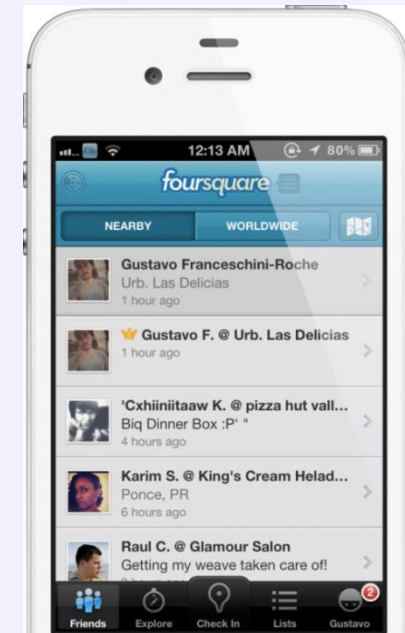 12:13 AM
80%
foursquare
NEARBY
WORLDWIDE
Gustavo Franceschini-Roche
Urb. Las Delicias
1 hour ago
Gustavo F. @ Urb. Las Delicias
1 hour ago
'Cxhiiniitaaw K. @ pizza hut vall...
Biq Dinner Box :P' "
4 hours ago
Karim S. @ King's Cream Helad...
Ponce, PR
6 hours ago
Raul C. @ Glamour Salon
Getting my weave taken care of!
Friends
Explore
Check In
Lists
2
Gustavo